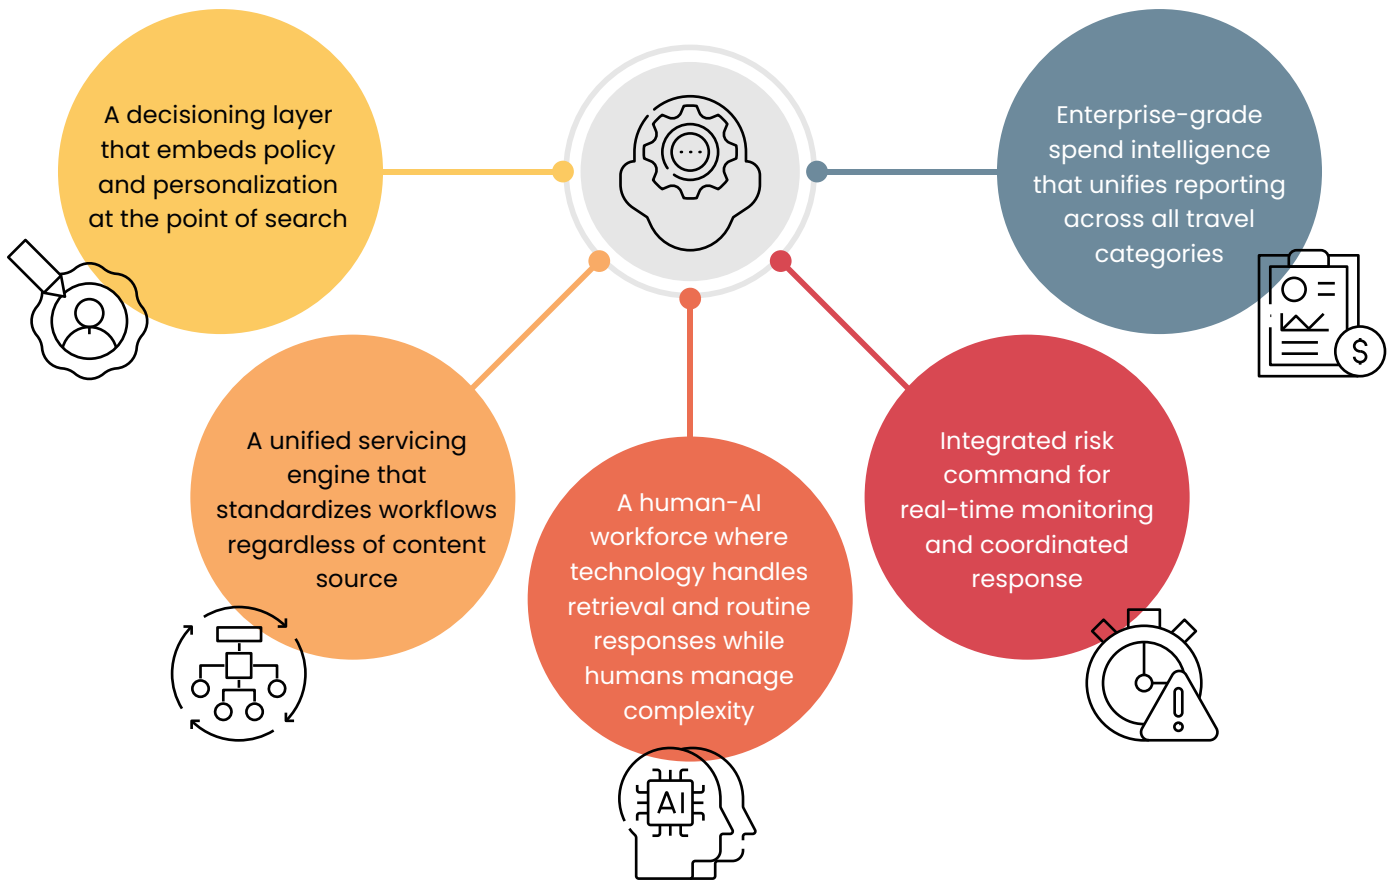 A decisioning layer
that embeds policy
and personalization
at the point of search
Enterprise-grade
spend intelligence
that unifies reporting
across all travel
categories
A unified servicing
engine that
standardizes workflows
regardless of content
source
A human-AI
workforce where
technology handles
retrieval and routine
responses while
humans manage
complexity
Integrated risk
command for
real-time monitoring
and coordinated
response
$
AI